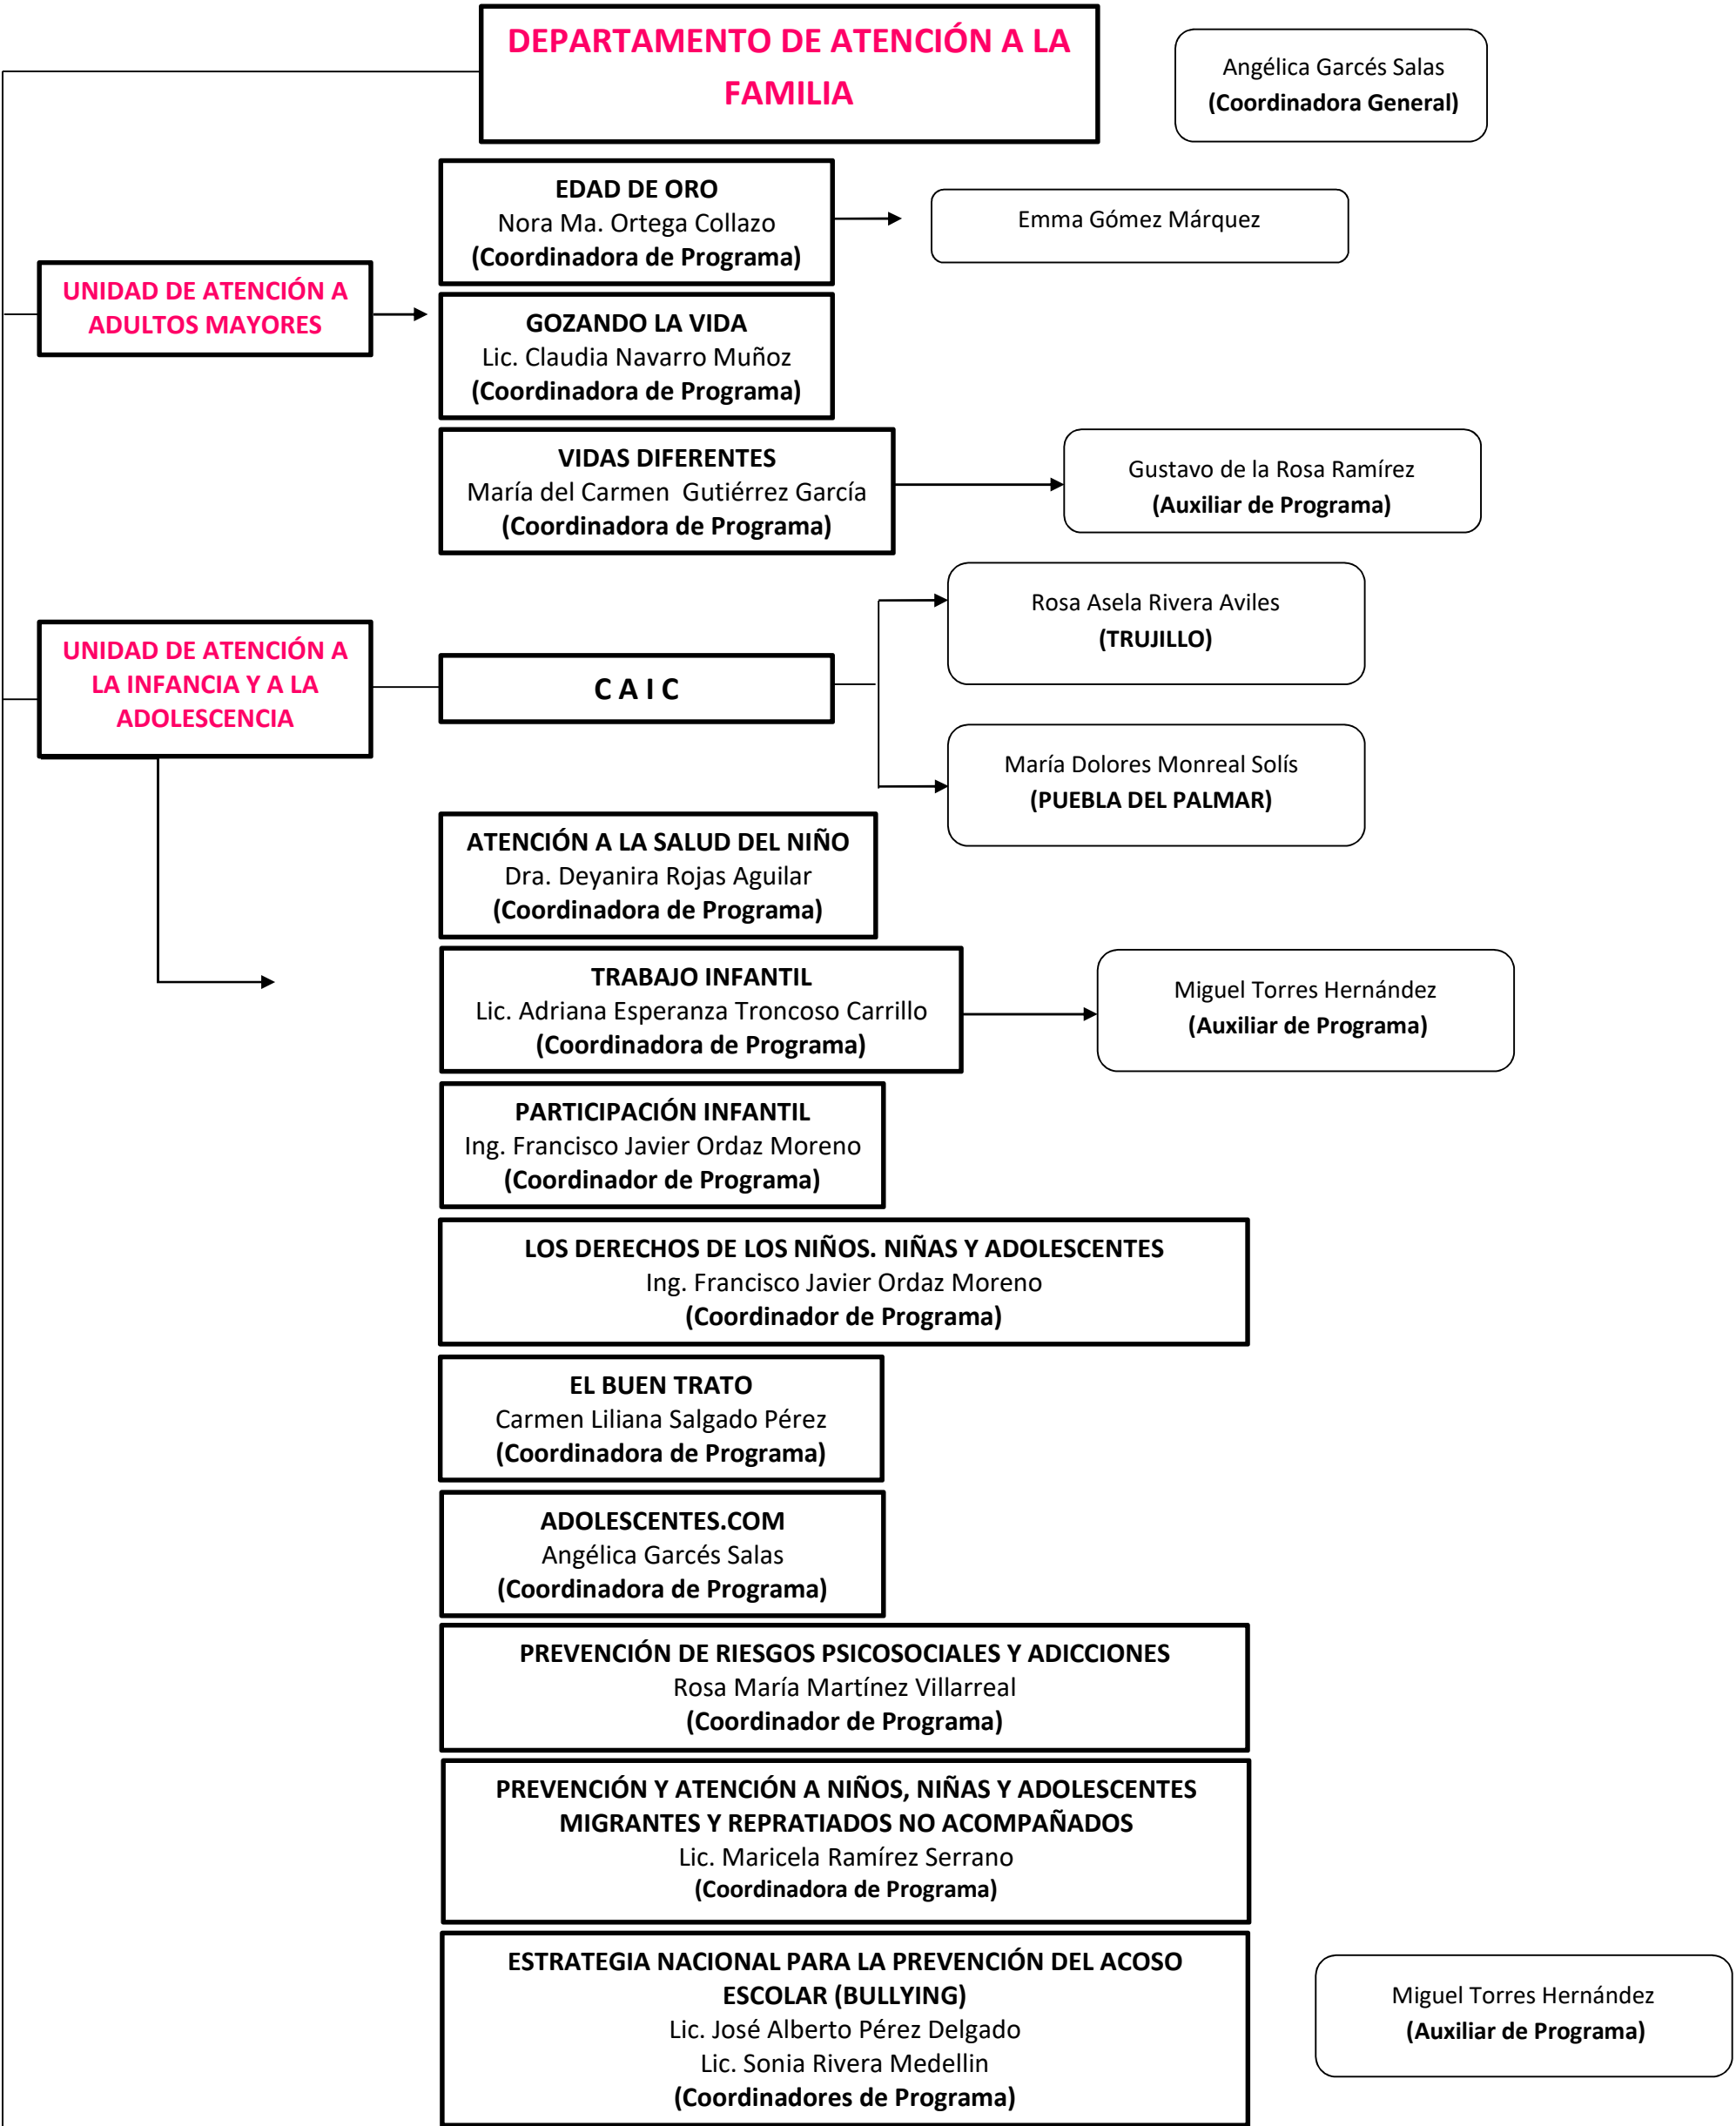 DEPARTAMENTO DE ATENCIÓN A LA
FAMILIA
Angélica Garcés Salas
(Coordinadora General)
EDAD DE ORO
Nora Ma. Ortega Collazo
(Coordinadora de Programa)
Emma Gómez Márquez
UNIDAD DE ATENCIÓN A
ADULTOS MAYORES
GOZANDO LA VIDA
Lic. Claudia Navarro Muñoz
(Coordinadora de Programa)
VIDAS DIFERENTES
María del Carmen  Gutiérrez García
(Coordinadora de Programa)
Gustavo de la Rosa Ramírez
(Auxiliar de Programa)
UNIDAD DE ATENCIÓN A
LA INFANCIA Y A LA
ADOLESCENCIA
C A I C
Rosa Asela Rivera Aviles
(TRUJILLO)
María Dolores Monreal Solís
(PUEBLA DEL PALMAR)
ATENCIÓN A LA SALUD DEL NIÑO
Dra. Deyanira Rojas Aguilar
(Coordinadora de Programa)
TRABAJO INFANTIL
Lic. Adriana Esperanza Troncoso Carrillo
(Coordinadora de Programa)
Miguel Torres Hernández
(Auxiliar de Programa)
PARTICIPACIÓN INFANTIL
Ing. Francisco Javier Ordaz Moreno
(Coordinador de Programa)
LOS DERECHOS DE LOS NIÑOS. NIÑAS Y ADOLESCENTES
Ing. Francisco Javier Ordaz Moreno
(Coordinador de Programa)
EL BUEN TRATO
Carmen Liliana Salgado Pérez
(Coordinadora de Programa)
ADOLESCENTES.COM
Angélica Garcés Salas
(Coordinadora de Programa)
PREVENCIÓN DE RIESGOS PSICOSOCIALES Y ADICCIONES
Rosa María Martínez Villarreal
(Coordinador de Programa)
PREVENCIÓN Y ATENCIÓN A NIÑOS, NIÑAS Y ADOLESCENTES
MIGRANTES Y REPRATIADOS NO ACOMPAÑADOS
Lic. Maricela Ramírez Serrano
(Coordinadora de Programa)
ESTRATEGIA NACIONAL PARA LA PREVENCIÓN DEL ACOSO
ESCOLAR (BULLYING)
Lic. José Alberto Pérez Delgado
Lic. Sonia Rivera Medellin
(Coordinadores de Programa)
Miguel Torres Hernández
(Auxiliar de Programa)